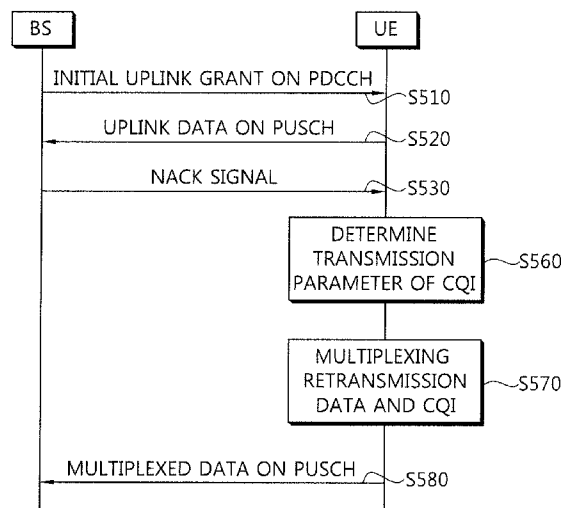 BS
UE
INITIAL UPLINK GRANT ON PDCCH
S510
UPLINK DATA ON PUSCH
S520
NACK SIGNAL
S530
DETERMINE
TRANSMISSION
PARAMETER OF CQI
S560
MULTIPLEXING
RETRANSMISSION
DATA AND CQI
S570
MULTIPLEXED DATA ON PUSCH
S580